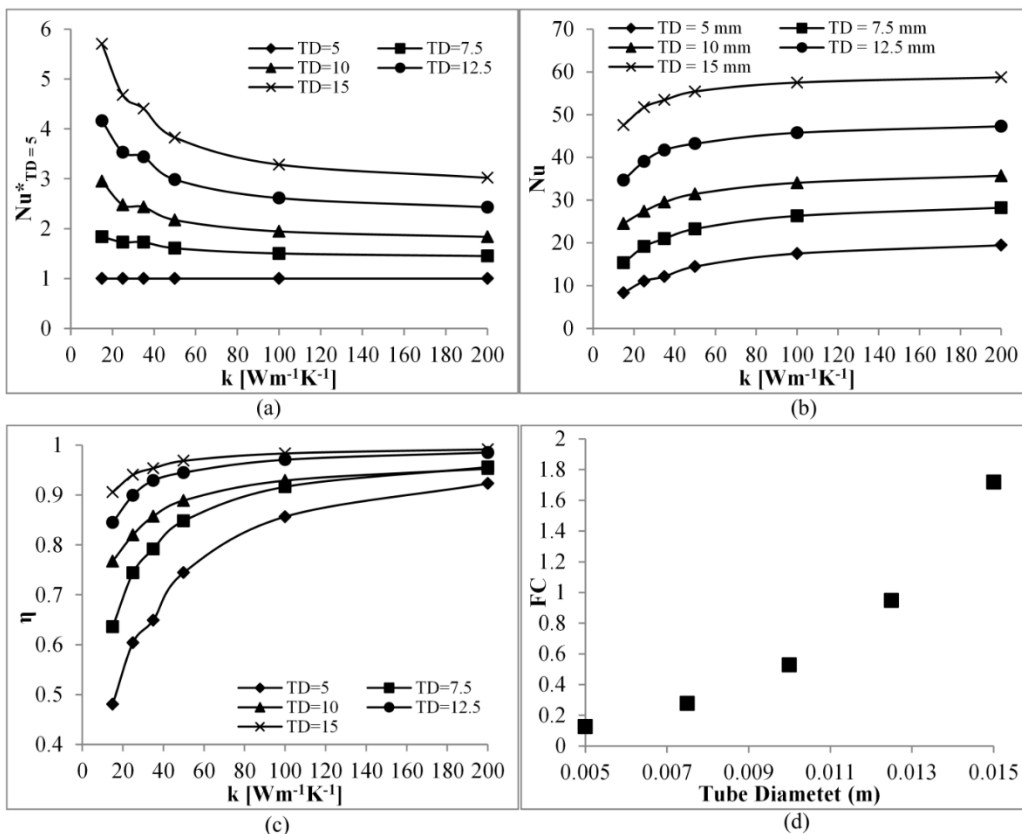 Nu*TD = 5
6
5
4
3
2
1
0
TD=5 TD=7.5
TD=10 TD=12.5
TD=15
0 20 40 60 80 100 120 140 160 180 200
k [Wm⁻¹K⁻¹]
(a)
Nu
70
60
50
40
30
20
10
0
TD = 5 mm TD = 7.5 mm
TD = 10 mm TD = 12.5 mm
TD = 15 mm
0 20 40 60 80 100 120 140 160 180 200
k [Wm⁻¹K⁻¹]
(b)
η
1
0.9
0.8
0.7
0.6
0.5
0.4
TD=5 TD=7.5
TD=10 TD=12.5
TD=15
0 20 40 60 80 100 120 140 160 180 200
k [Wm⁻¹K⁻¹]
(c)
FC
2
1.8
1.6
1.4
1.2
1
0.8
0.6
0.4
0.2
0
0.005 0.007 0.009 0.011 0.013 0.015
Tube Diametet (m)
(d)